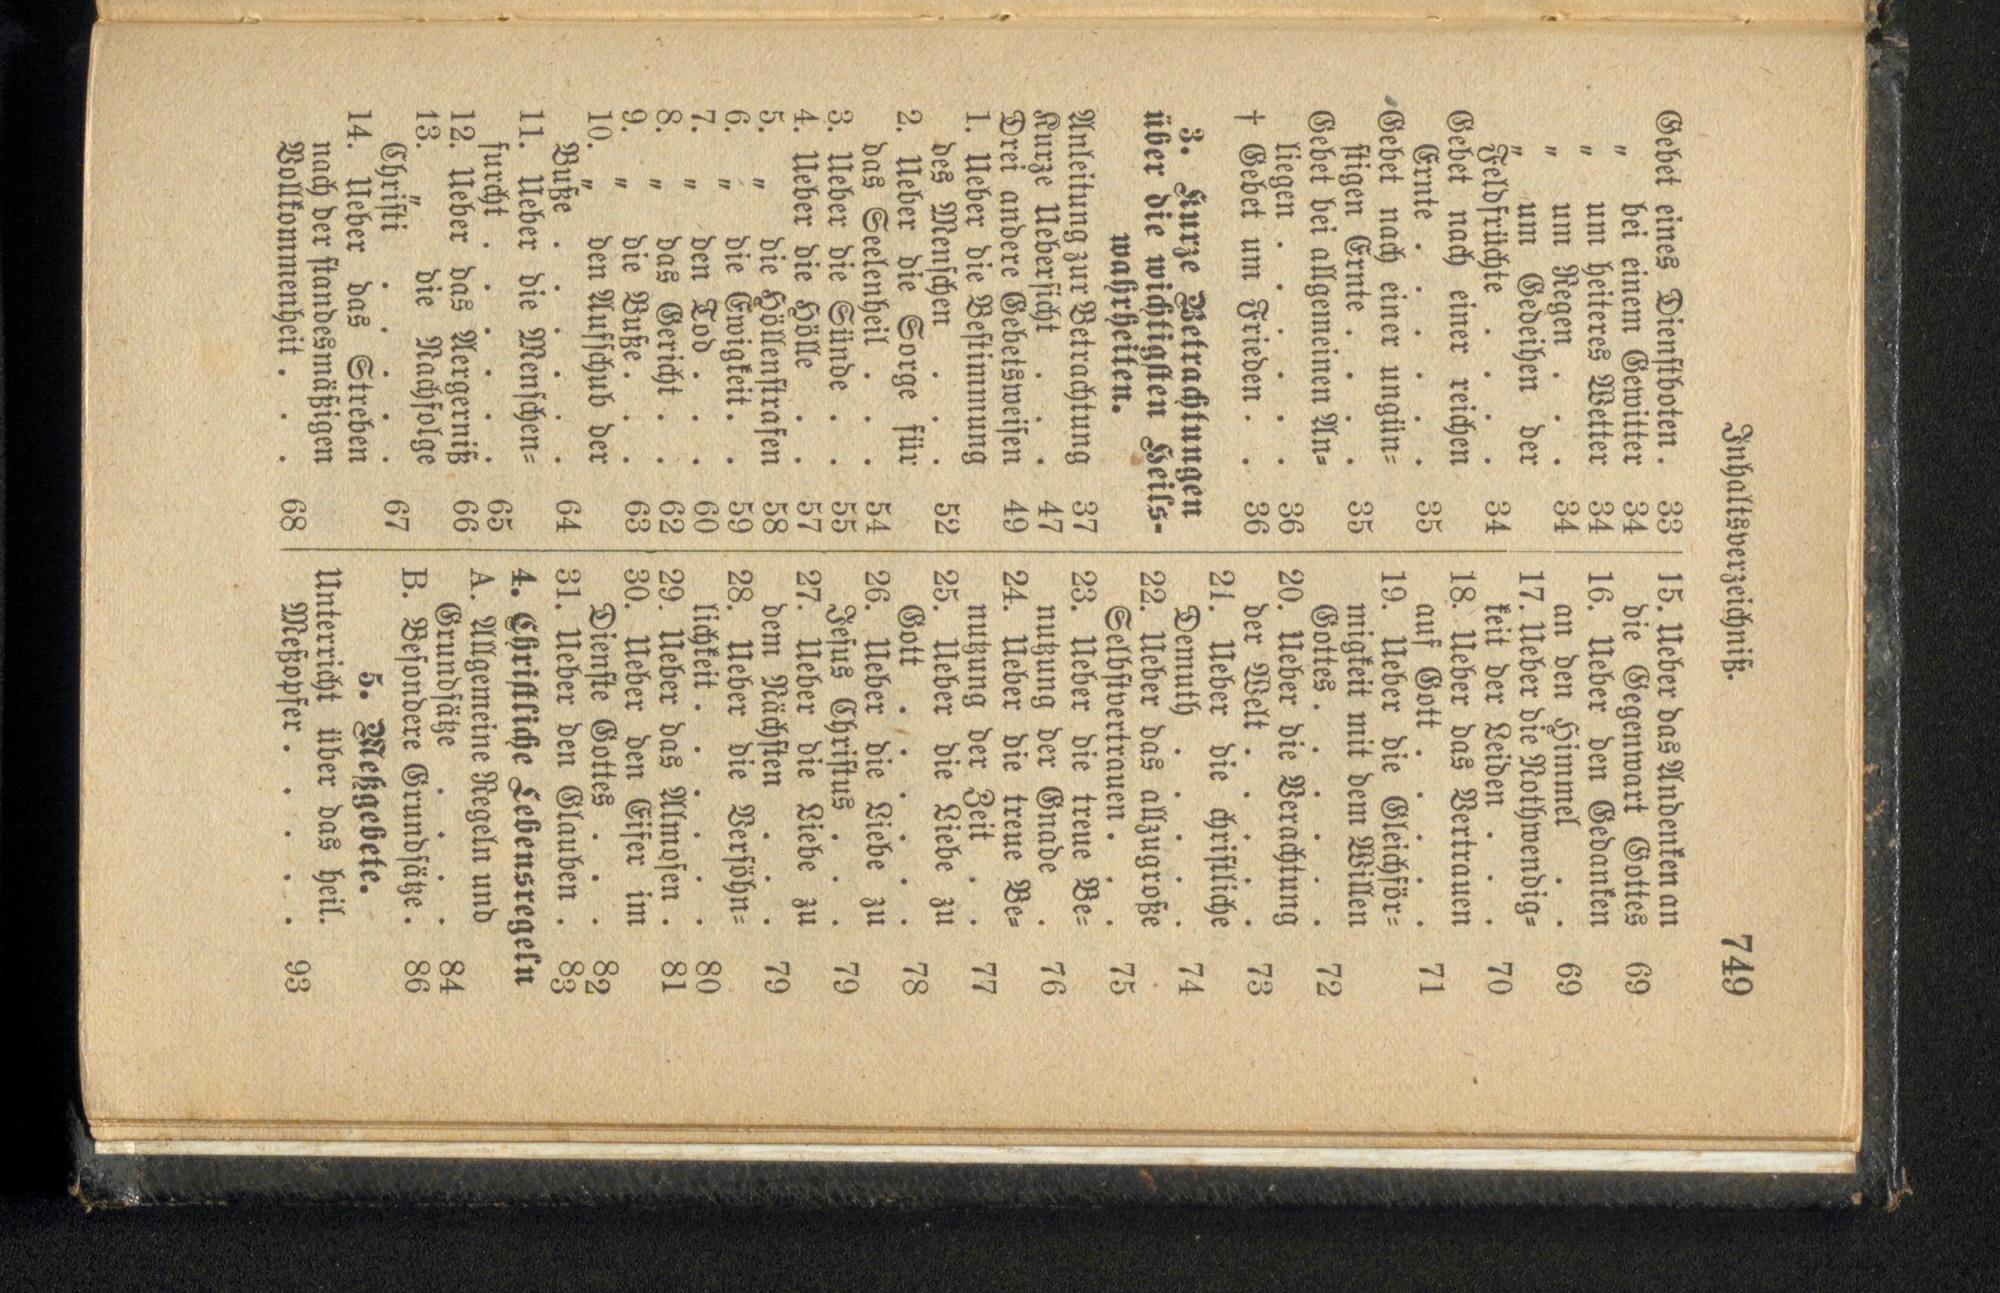 Inhaltsverzeichniß. 749
Gebet eines Dienstboten . 33
„ bei einem Gewitter 34
„ um heiteres Wetter 34
„ um Regen . . . 34
„ um Gedeihen der
Feldfrüchte . . . . 34
Gebet nach einer reichen
Ernte . . . . . . 35
Gebet nach einer ungün=
stigen Ernte . . . . 35
Gebet bei allgemeinen An=
liegen . . . . . . 36
† Gebet um Frieden . . 36
3. Kurze Betrachtungen
über die wichtigsten Heils-
wahrheiten.
Anleitung zur Betrachtung 37
Kurze Uebersicht . . . 47
Drei andere Gebetsweisen 49
1. Ueber die Bestimmung
des Menschen . . . 52
2. Ueber die Sorge für
das Seelenheil . . . 54
3. Ueber die Sünde . . 55
4. Ueber die Hölle . . 57
5. „ die Höllenstrafen 58
6. „ die Ewigkeit . . 59
7. „ den Tod . . . 60
8. „ das Gericht . . 62
9. „ die Buße . . . 63
10. „ den Aufschub der
Buße . . . . . . 64
11. Ueber die Menschen=
furcht . . . . . . 65
12. Ueber das Aergerniß 66
13. „ die Nachfolge
Christi . . . . . 67
14. Ueber das Streben
nach der standesmäßigen
Vollkommenheit . . . 68
15. Ueber das Andenken an
die Gegenwart Gottes 69
16. Ueber den Gedanken
an den Himmel . . 69
17. Ueber die Nothwendig=
keit der Leiden . . . 70
18. Ueber das Vertrauen
auf Gott . . . . . 71
19. Ueber die Gleichför=
migkeit mit dem Willen
Gottes . . . . . . 72
20. Ueber die Verachtung
der Welt . . . . . 73
21. Ueber die christliche
Demuth . . . . . 74
22. Ueber das allzugroße
Selbstvertrauen . . . 75
23. Ueber die treue Be=
nutzung der Gnade . 76
24. Ueber die treue Be=
nutzung der Zeit . . 77
25. Ueber die Liebe zu
Gott . . . . . . 78
26. Ueber die Liebe zu
Jesus Christus . . . 79
27. Ueber die Liebe zu
dem Nächsten . . . 79
28. Ueber die Versöhn=
lichkeit . . . . . . 80
29. Ueber das Almosen . 81
30. Ueber den Eifer im
Dienste Gottes . . . 82
31. Ueber den Glauben . 83
4. Christliche Lebensregeln
A. Allgemeine Regeln und
Grundsätze . . . . 84
B. Besondere Grundsätze . 86
5. Meßgebete.
Unterricht über das heil.
Meßopfer . . . . . 93